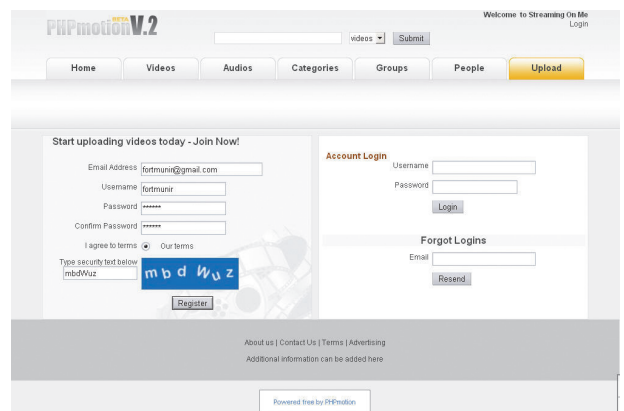 Welcome to Streaming On Me
Login
PHPmotion BETA V.2
videos Submit
Home Videos Audios Categories Groups People Upload
Start uploading videos today - Join Now!
Email Address fortmunir@gmail.com
Username fortmunir
Password ******
Confirm Password ******
I agree to terms Our terms
Type security text below
mbdWuz
mbdWuz
Register
Account Login
Username
Password
Login
Forgot Logins
Email
Resend
About us | Contact Us | Terms | Advertising
Additional information can be added here
Powered free by PHPmotion